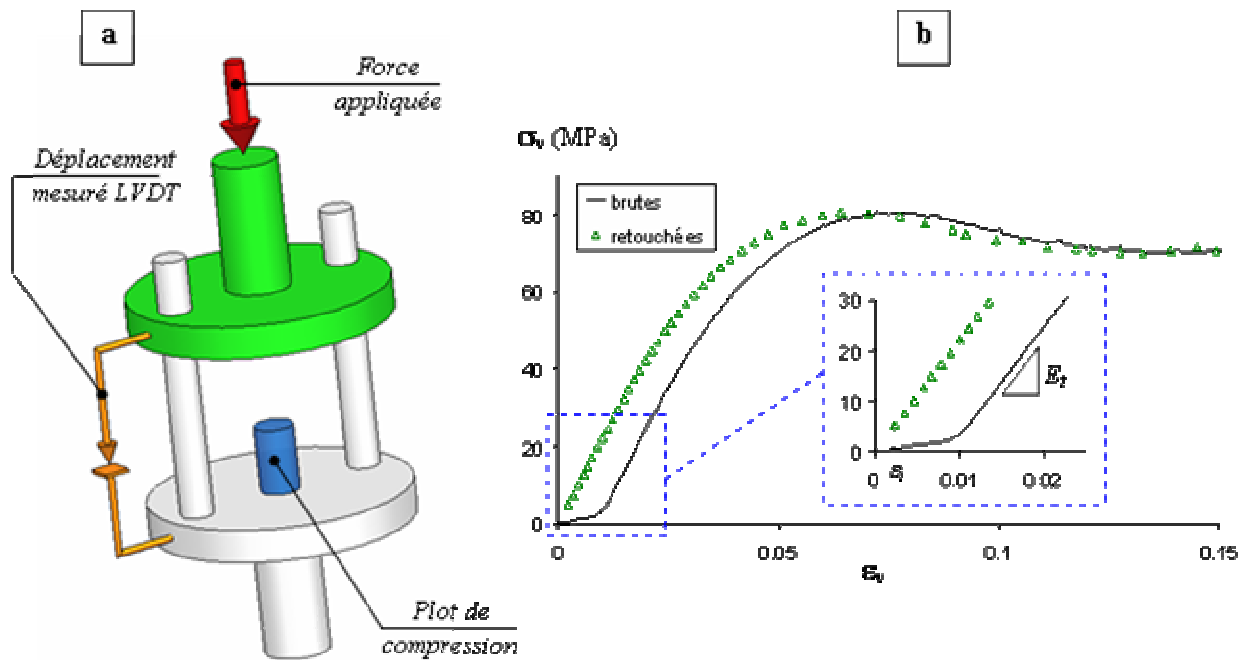 a
Force
appliquée
Déplacement
mesuré LVDT
Plot de
compression
b
σᵥ (MPa)
brutes
retouchées
80
60
40
20
0
0
0.05
0.1
0.15
εᵥ
30
20
10
0
0
0.01
0.02
Eₜ